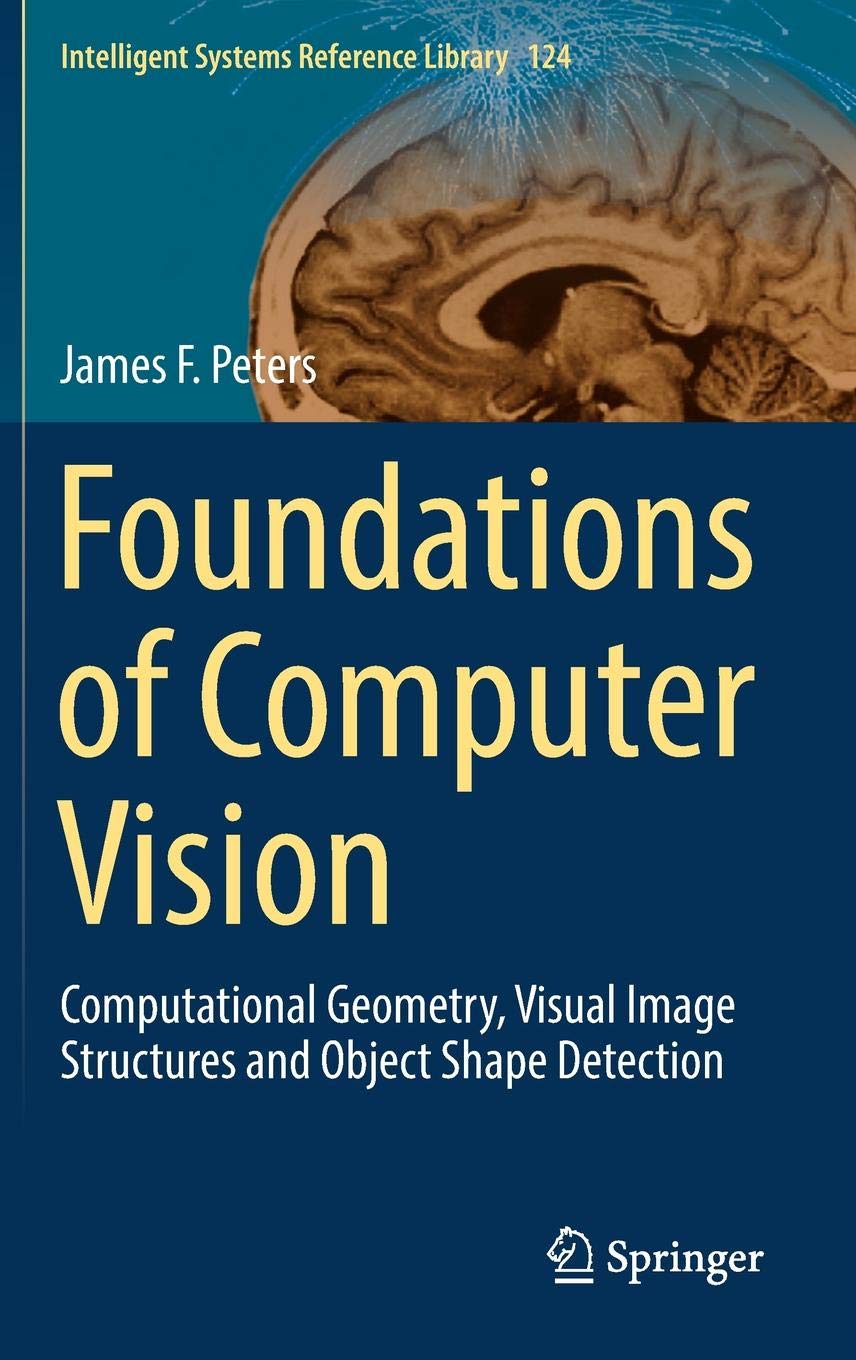 Intelligent Systems Reference Library 124
James F. Peters
Foundations
of Computer
Vision
Computational Geometry, Visual Image
Structures and Object Shape Detection
Springer